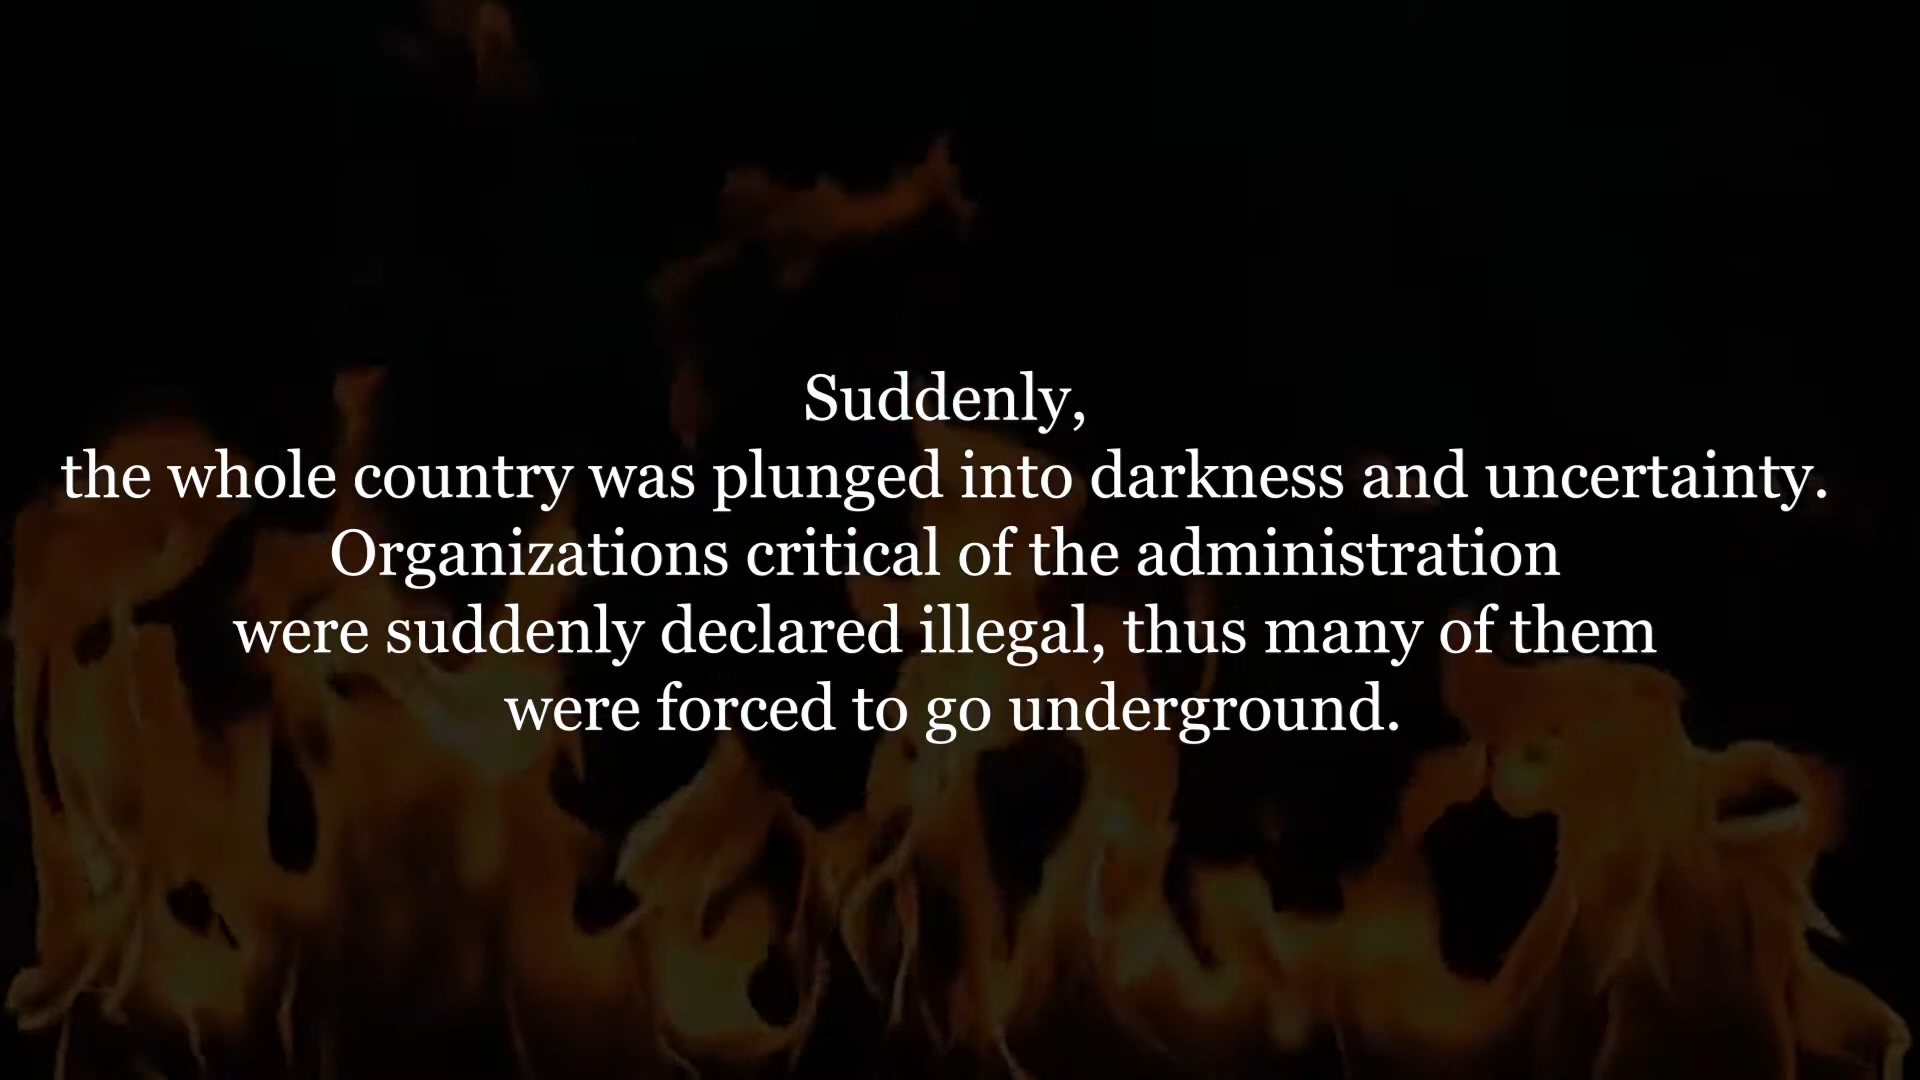 Suddenly,
the whole country was plunged into darkness and uncertainty.
Organizations critical of the administration
were suddenly declared illegal, thus many of them
were forced to go underground.